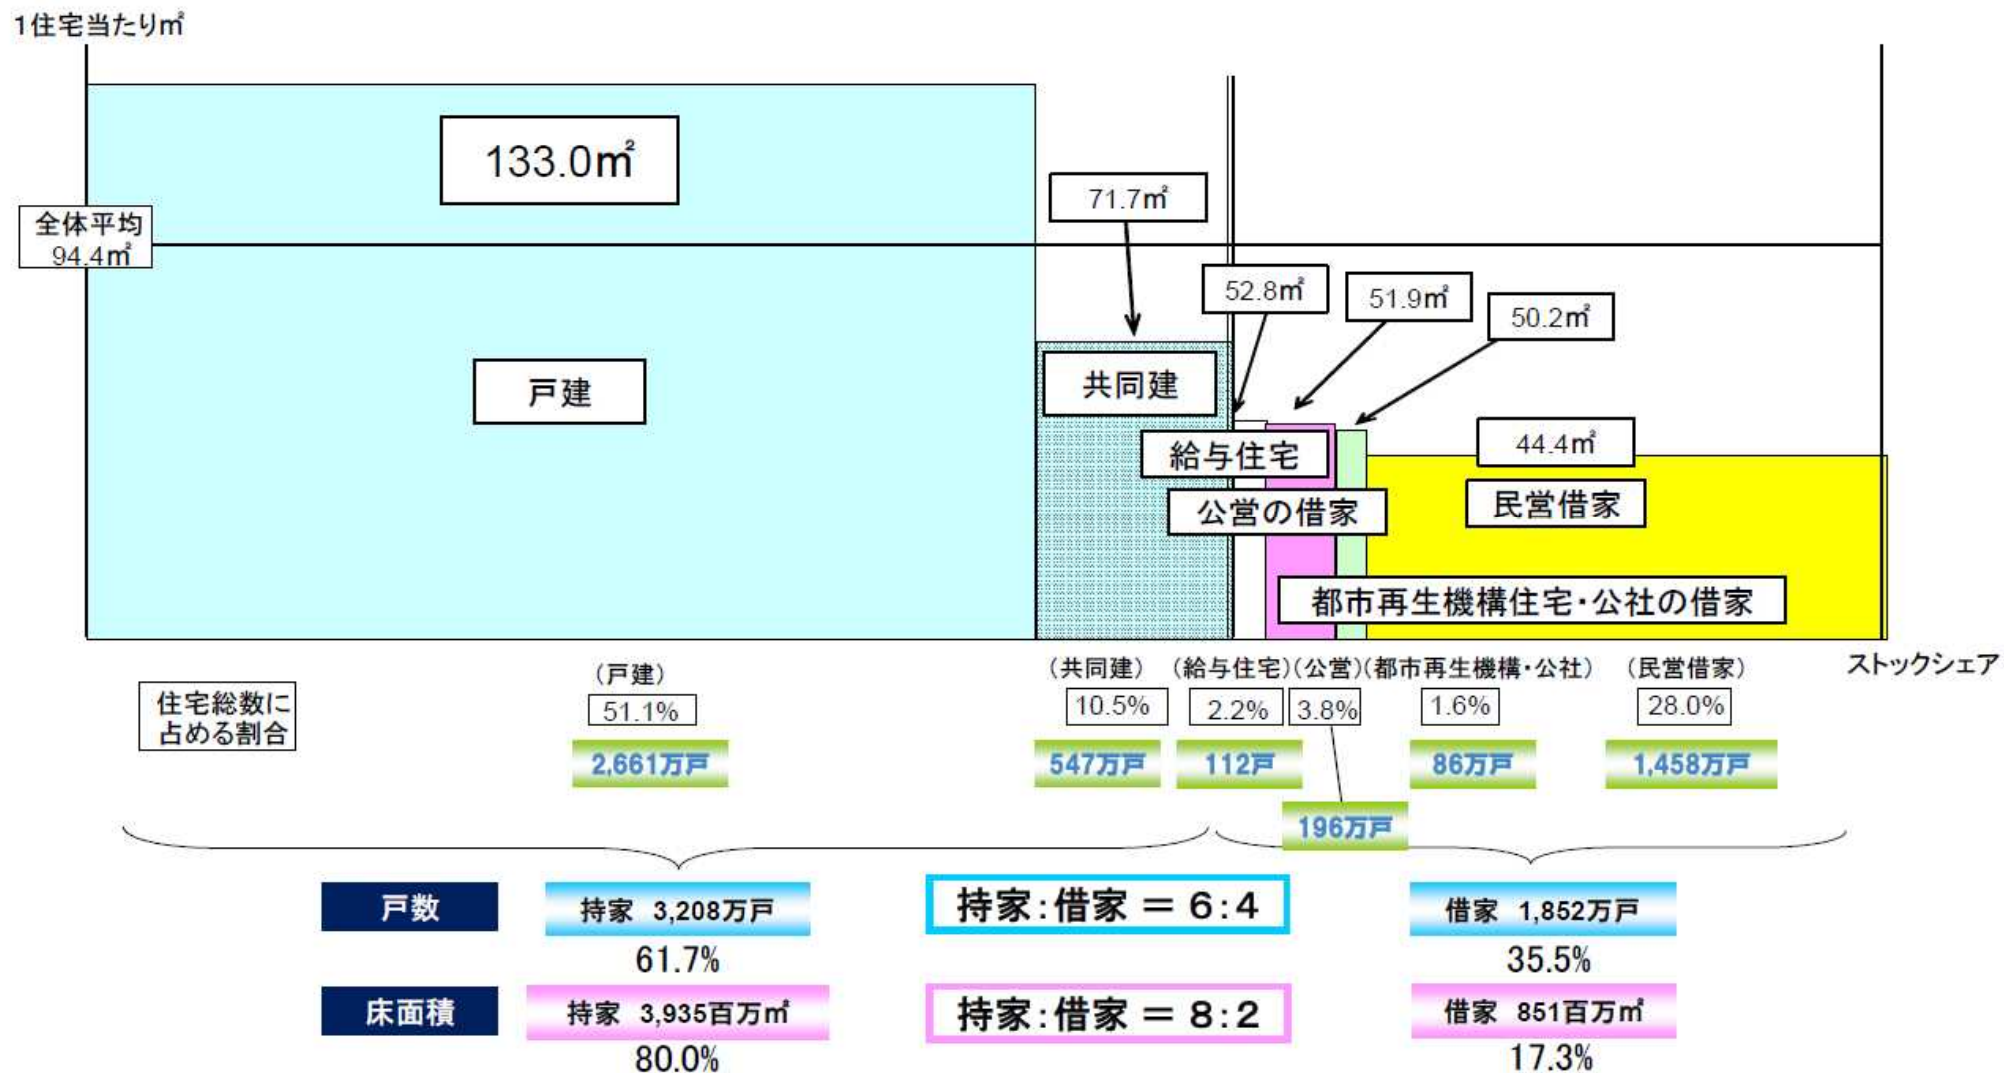 1住宅当たり㎡
133.0㎡
71.7㎡
全体平均
94.4㎡
52.8㎡
51.9㎡
50.2㎡
戸建
共同建
44.4㎡
給与住宅
民営借家
公営の借家
都市再生機構住宅・公社の借家
(戸建) (共同建) (給与住宅)(公営)(都市再生機構・公社) (民営借家) ストックシェア
住宅総数に
占める割合
51.1% 10.5% 2.2% 3.8% 1.6% 28.0%
2,661万戸 547万戸 112戸 86万戸 1,458万戸
196万戸
戸数 持家 3,208万戸 持家:借家 = 6:4 借家 1,852万戸
61.7% 35.5%
床面積 持家 3,935百万㎡ 持家:借家 = 8:2 借家 851百万㎡
80.0% 17.3%